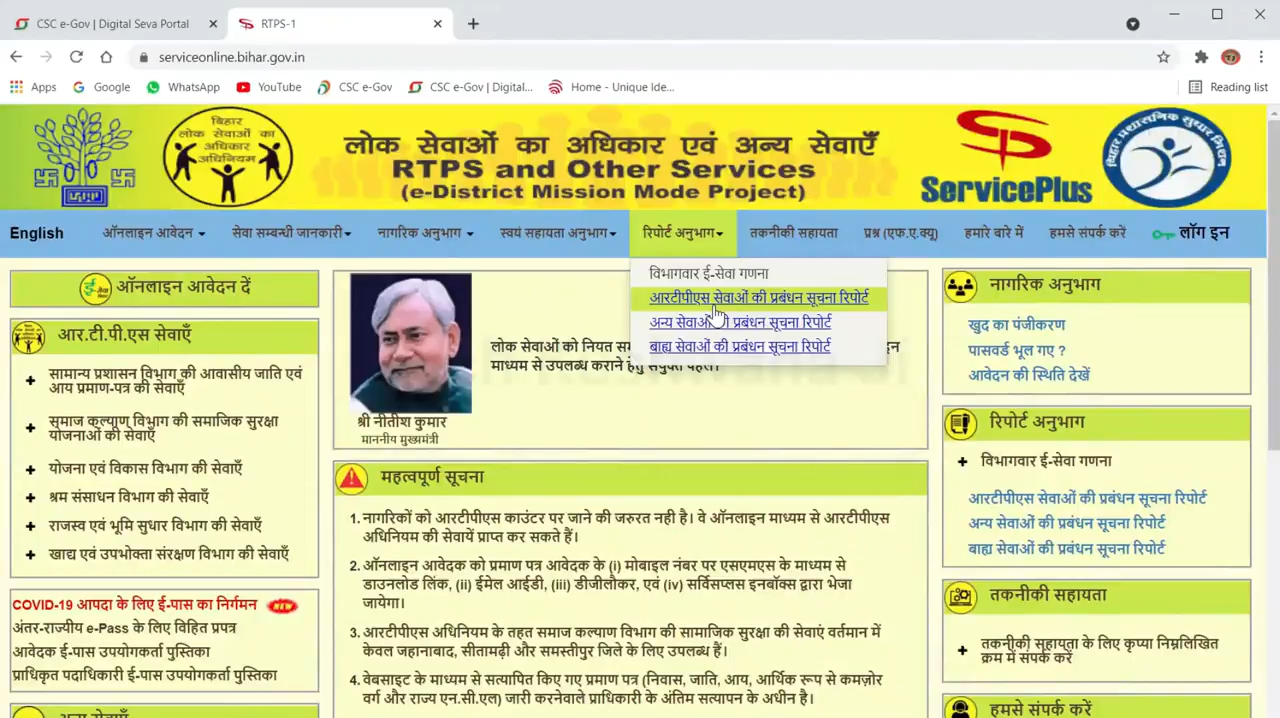 CSC e-Gov | Digital Seva Portal
RTPS-1
serviceonline.bihar.gov.in
Apps
Google
WhatsApp
YouTube
CSC e-Gov
CSC e-Gov | Digital...
Home - Unique Ide...
Reading list
बिहार
लोक सेवाओं का
अधिकार
अधिनियम
लोक सेवाओं का अधिकार एवं अन्य सेवाएँ
RTPS and Other Services
(e-District Mission Mode Project)
ServicePlus
बिहार प्रशासनिक सुधार मिशन
English
ऑनलाइन आवेदन
सेवा सम्बन्धी जानकारी
नागरिक अनुभाग
स्वयं सहायता अनुभाग
रिपोर्ट अनुभाग
तकनीकी सहायता
प्रश्न (एफ.ए.क्यू)
हमारे बारे में
हमसे संपर्क करें
लॉग इन
विभागवार ई-सेवा गणना
आरटीपीएस सेवाओं की प्रबंधन सूचना रिपोर्ट
अन्य सेवाओं की प्रबंधन सूचना रिपोर्ट
बाह्य सेवाओं की प्रबंधन सूचना रिपोर्ट
ऑनलाइन आवेदन दें
आर.टी.पी.एस सेवाएँ
सामान्य प्रशासन विभाग की आवासीय जाति एवं
आय प्रमाण-पत्र की सेवाएँ
समाज कल्याण विभाग की समाजिक सुरक्षा
योजनाओं की सेवाएँ
योजना एवं विकास विभाग की सेवाएँ
श्रम संसाधन विभाग की सेवाएँ
राजस्व एवं भूमि सुधार विभाग की सेवाएँ
खाद्य एवं उपभोक्ता संरक्षण विभाग की सेवाएँ
COVID-19 आपदा के लिए ई-पास का निर्गमन NEW
अंतर-राज्यीय e-Pass के लिए विहित प्रपत्र
आवेदक ई-पास उपयोगकर्ता पुस्तिका
प्राधिकृत पदाधिकारी ई-पास उपयोगकर्ता पुस्तिका
अन्य सेवाएँ
लोक सेवाओं को नियत
माध्यम से उपलब्ध कराने हेतु संयुक्त पहल।
श्री नीतीश कुमार
माननीय मुख्यमंत्री
महत्वपूर्ण सूचना
1. नागरिकों को आरटीपीएस काउंटर पर जाने की जरुरत नही है। वे ऑनलाइन माध्यम से आरटीपीएस
अधिनियम की सेवायें प्राप्त कर सकते हैं।
2. ऑनलाइन आवेदक को प्रमाण पत्र आवेदक के (i) मोबाइल नंबर पर एसएमएस के माध्यम से
डाउनलोड लिंक, (ii) ईमेल आईडी, (iii) डीजीलौकर, एवं (iv) सर्विसप्लस इनबॉक्स द्वारा भेजा
जायेगा।
3. आरटीपीएस अधिनियम के तहत समाज कल्याण विभाग की सामाजिक सुरक्षा की सेवाएं वर्तमान में
केवल जहानाबाद, सीतामढ़ी और समस्तीपुर जिले के लिए उपलब्ध हैं।
4. वेबसाइट के माध्यम से सत्यापित किए गए प्रमाण पत्र (निवास, जाति, आय, आर्थिक रूप से कमज़ोर
वर्ग और राज्य एन.सी.एल) जारी करनेवाले प्राधिकारी के अंतिम सत्यापन के अधीन है।
नागरिक अनुभाग
खुद का पंजीकरण
पासवर्ड भूल गए ?
आवेदन की स्थिति देखें
रिपोर्ट अनुभाग
विभागवार ई-सेवा गणना
आरटीपीएस सेवाओं की प्रबंधन सूचना रिपोर्ट
अन्य सेवाओं की प्रबंधन सूचना रिपोर्ट
बाह्य सेवाओं की प्रबंधन सूचना रिपोर्ट
तकनीकी सहायता
तकनीकी सहायता के लिए कृप्या निम्नलिखित
क्रम में संपर्क करें
हमसे संपर्क करें